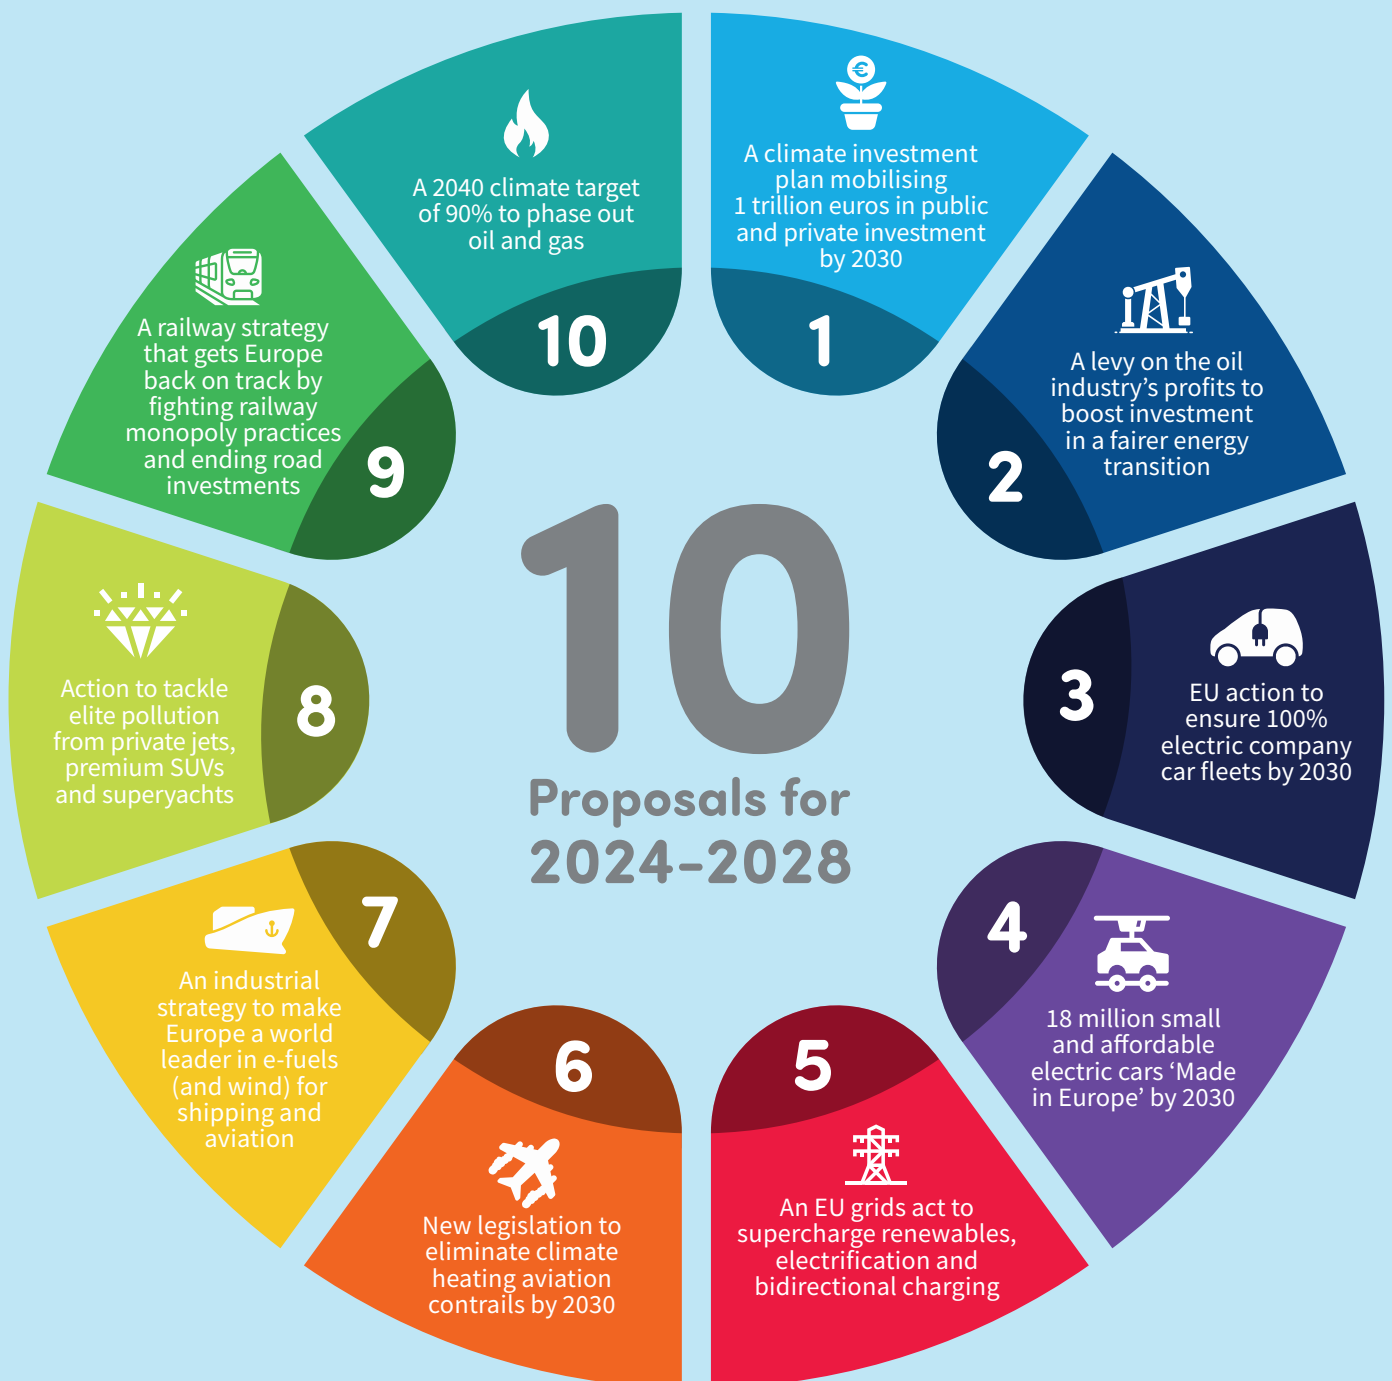 10
Proposals for
2024-2028
1
A climate investment
plan mobilising
1 trillion euros in public
and private investment
by 2030
2
A levy on the oil
industry’s profits to
boost investment
in a fairer energy
transition
3
EU action to
ensure 100%
electric company
car fleets by 2030
4
18 million small
and affordable
electric cars ‘Made
in Europe’ by 2030
5
An EU grids act to
supercharge renewables,
electrification and
bidirectional charging
6
New legislation to
eliminate climate
heating aviation
contrails by 2030
7
An industrial
strategy to make
Europe a world
leader in e-fuels
(and wind) for
shipping and
aviation
8
Action to tackle
elite pollution
from private jets,
premium SUVs
and superyachts
9
A railway strategy
that gets Europe
back on track by
fighting railway
monopoly practices
and ending road
investments
10
A 2040 climate target
of 90% to phase out
oil and gas
€